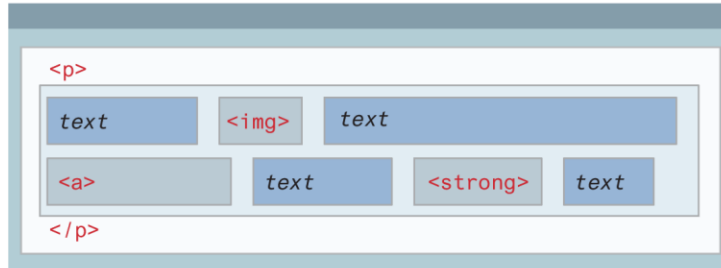 <p>
text <img> text
<a> text <strong> text
</p>